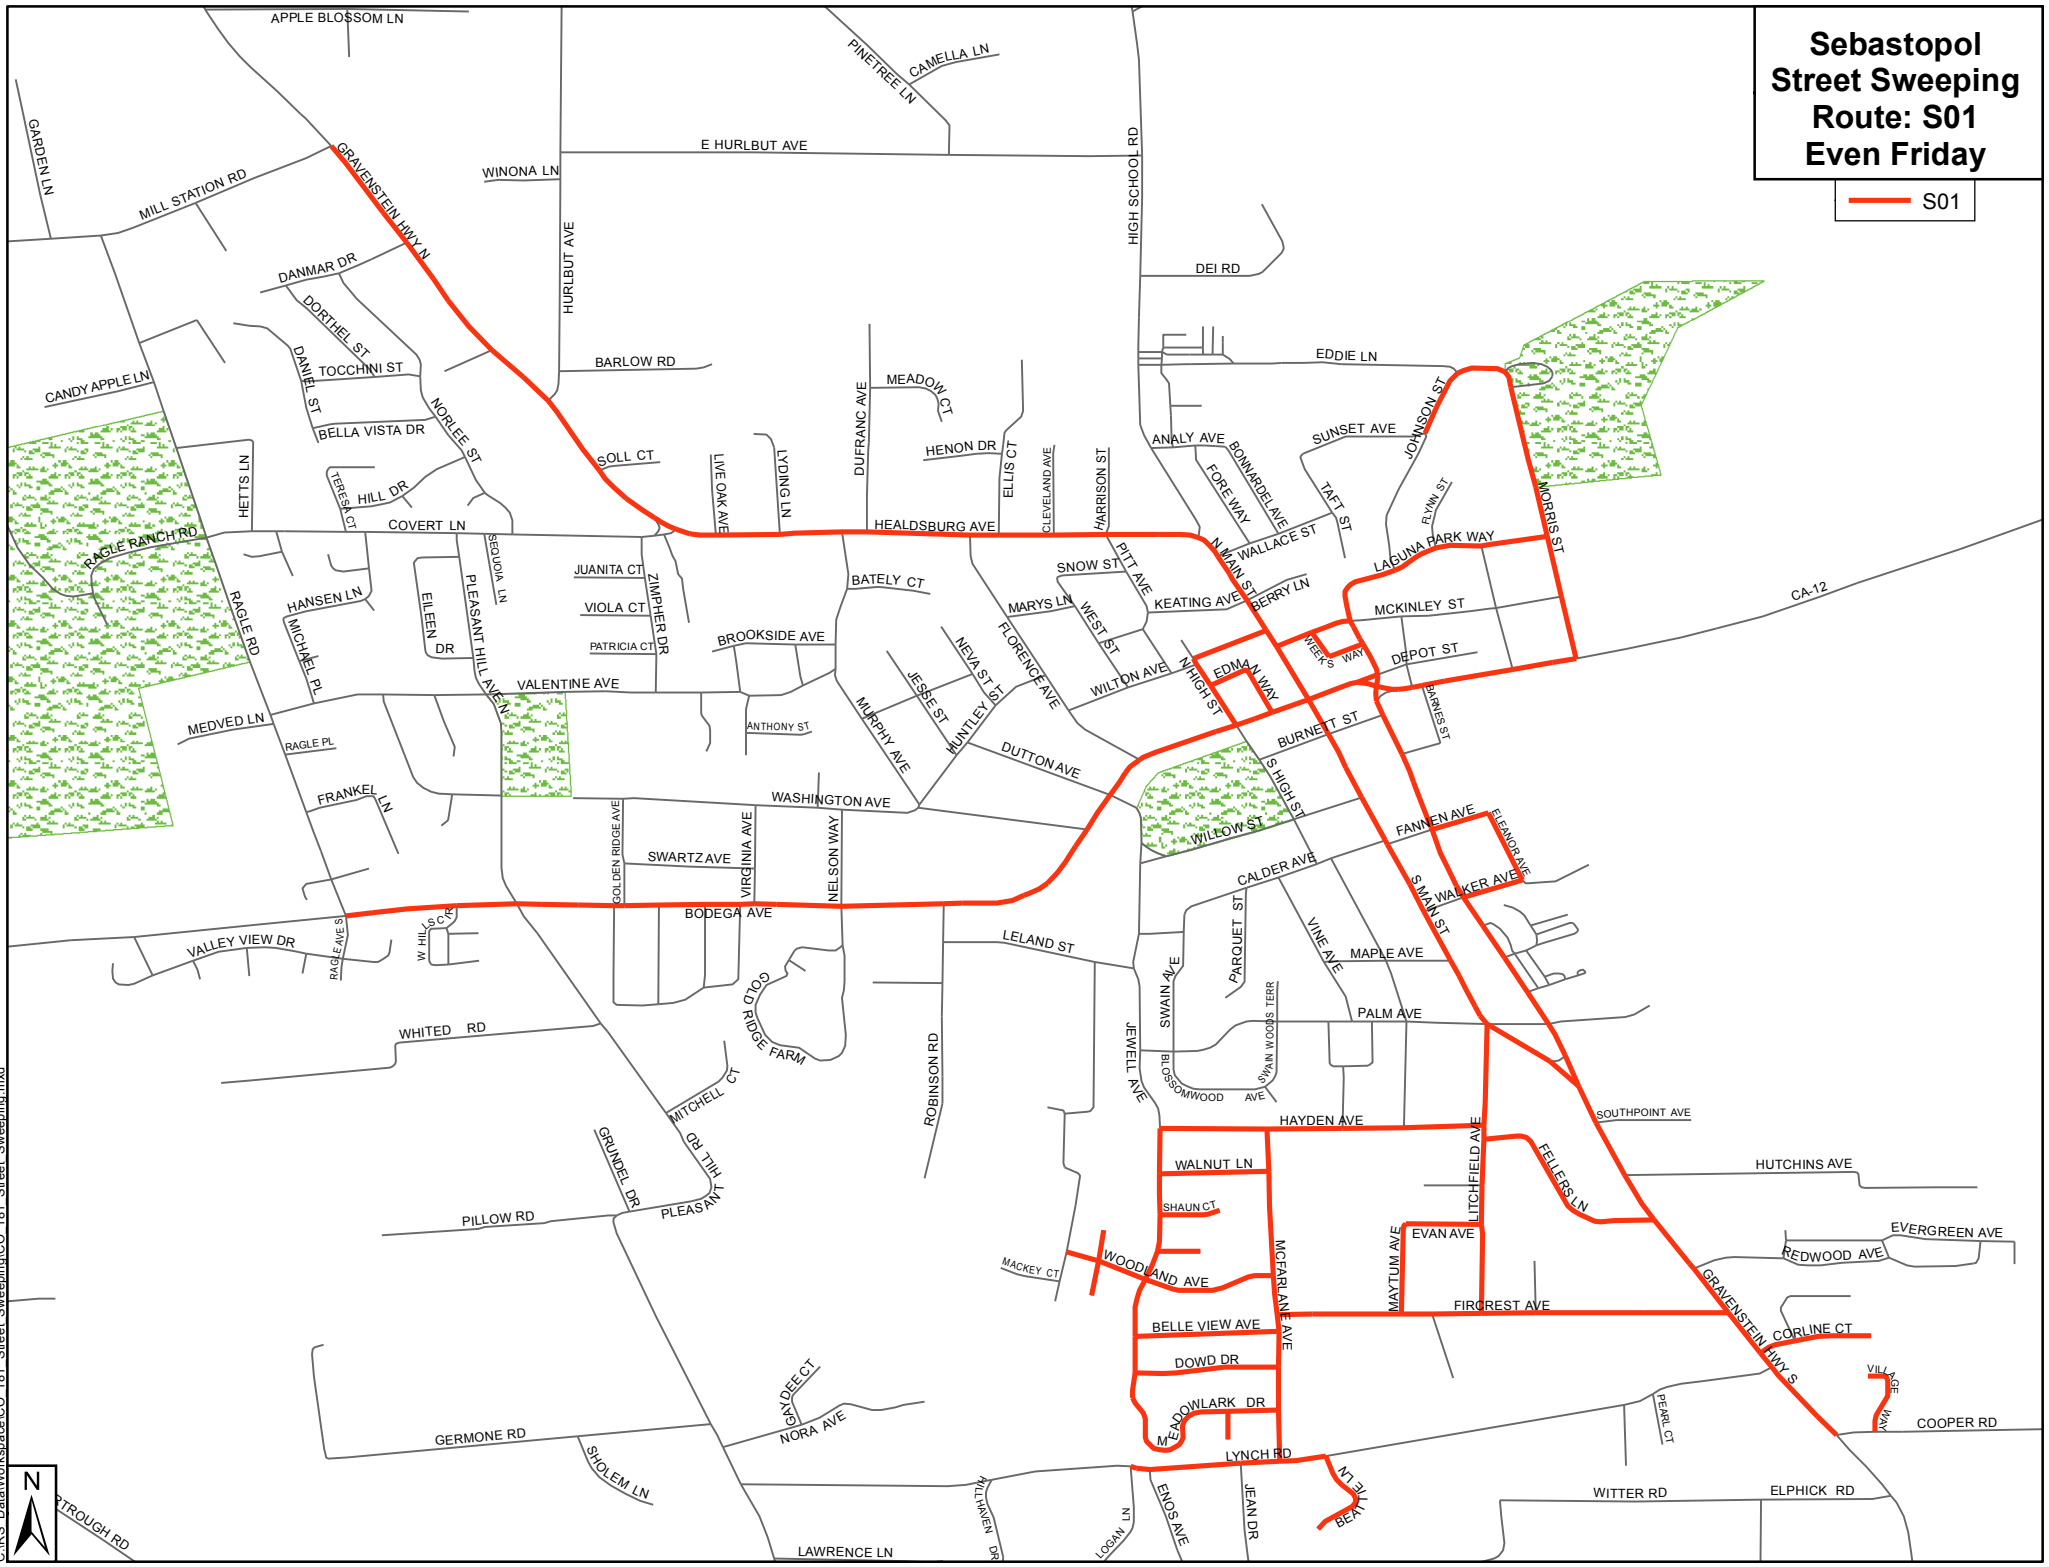 Sebastopol
Street Sweeping
Route: S01
Even Friday
S01
APPLE BLOSSOM LN
PINETREE LN
CAMELLA LN
GARDEN LN
MILL STATION RD
GRAVENSTEIN HWY N
WINONA LN
E HURLBUT AVE
HURLBUT AVE
HIGH SCHOOL RD
DEI RD
DANMAR DR
DORTHEL ST
DANIEL ST
TOCCHINI ST
CANDY APPLE LN
BELLA VISTA DR
NORLEE ST
BARLOW RD
DUFRANC AVE
MEADOW CT
EDDIE LN
JOHNSON ST
SUNSET AVE
ANALY AVE
BONNARDEL AVE
FORE WAY
TAFT ST
FLYNN ST
MORRIS ST
HETTS LN
TERESA CT
HILL DR
SOLL CT
LIVE OAK AVE
LYDING LN
HENON DR
ELLIS CT
CLEVELAND AVE
HARRISON ST
COVERT LN
HEALDSBURG AVE
RAGLE RANCH RD
N MAIN ST
WALLACE ST
LAGUNA PARK WAY
SEQUOIA LN
JUANITA CT
VIOLA CT
PATRICIA CT
ZIMPHER DR
BATELY CT
SNOW ST
PITT AVE
MARYS LN
WEST ST
KEATING AVE
BERRY LN
MCKINLEY ST
CA-12
HANSEN LN
MICHAEL PL
EILEEN
DR
PLEASANT HILL AVE N
RAGLE RD
BROOKSIDE AVE
FLORENCE AVE
NEVA ST
JESSE ST
HUNTLEY ST
WILTON AVE
N HIGH ST
EDMAN WAY
WEEKS WAY
DEPOT ST
BARNES ST
VALENTINE AVE
MEDVED LN
RAGLE PL
ANTHONY ST
MURPHY AVE
DUTTON AVE
BURNETT ST
S HIGH ST
FRANKEL LN
WASHINGTON AVE
GOLDEN RIDGE AVE
SWARTZ AVE
VIRGINIA AVE
NELSON WAY
WILLOW ST
FANNEN AVE
ELEANOR AVE
CALDER AVE
WALKER AVE
S MAIN ST
BODEGA AVE
W HILLS CIR
VALLEY VIEW DR
RAGLE AVE S
LELAND ST
PARQUET ST
VINE AVE
MAPLE AVE
SWAIN AVE
SWAIN WOODS TERR
GOLD RIDGE FARM
WHITED RD
ROBINSON RD
JEWELL AVE
PALM AVE
BLOSSOMWOOD AVE
MITCHELL CT
GRUNDEL DR
PLEASANT HILL RD
PILLOW RD
HAYDEN AVE
SOUTHPOINT AVE
WALNUT LN
LITCHFIELD AVE
FELLERS LN
HUTCHINS AVE
SHAUN CT
EVAN AVE
MAYTUM AVE
EVERGREEN AVE
REDWOOD AVE
MACKEY CT
WOODLAND AVE
MCFARLANE AVE
FIRCREST AVE
GRAVENSTEIN HWY S
CORLINE CT
BELLE VIEW AVE
DOWD DR
MEADOWLARK DR
VILLAGE WAY
COOPER RD
PEARL CT
GAYDEE CT
NORA AVE
GERMONE RD
SHOLEM LN
LYNCH RD
BEATIE LN
WILLHAVEN DR
LOGAN LN
ENOS AVE
JEAN DR
WITTER RD
ELPHICK RD
LAWRENCE LN
RTROUGH RD
N